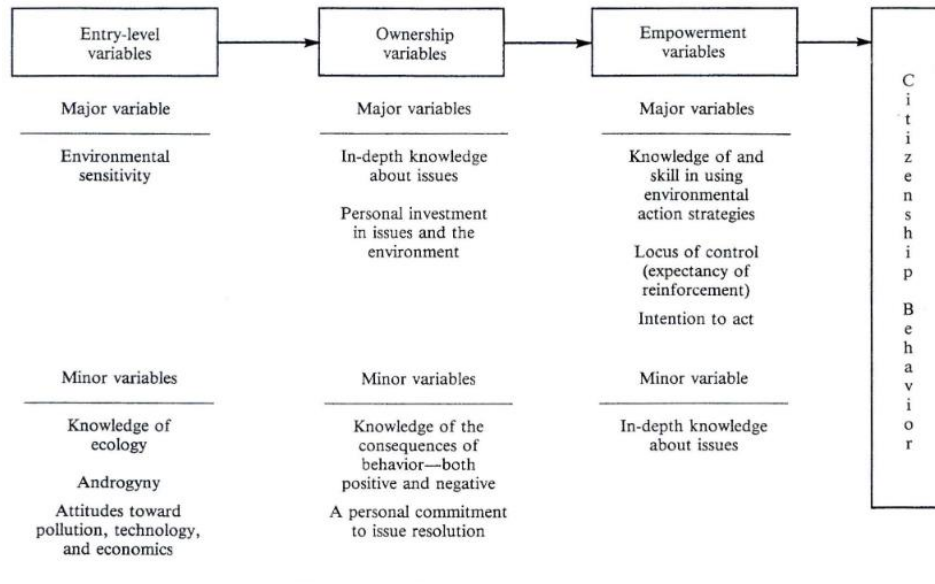 Entry-level
variables
Ownership
variables
Empowerment
variables
Citizenship Behavior
Major variable
Environmental
sensitivity
Major variables
In-depth knowledge
about issues
Personal investment
in issues and the
environment
Major variables
Knowledge of and
skill in using
environmental
action strategies
Locus of control
(expectancy of
reinforcement)
Intention to act
Minor variables
Knowledge of
ecology
Androgyny
Attitudes toward
pollution, technology,
and economics
Minor variables
Knowledge of the
consequences of
behavior—both
positive and negative
A personal commitment
to issue resolution
Minor variable
In-depth knowledge
about issues